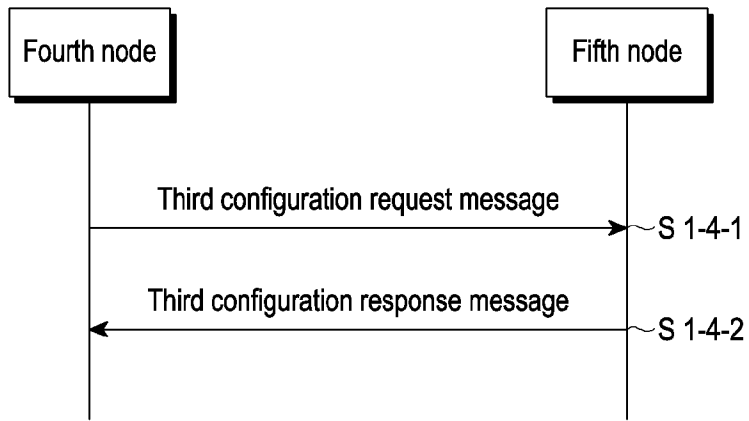 Fourth node
Fifth node
Third configuration request message
S 1-4-1
Third configuration response message
S 1-4-2